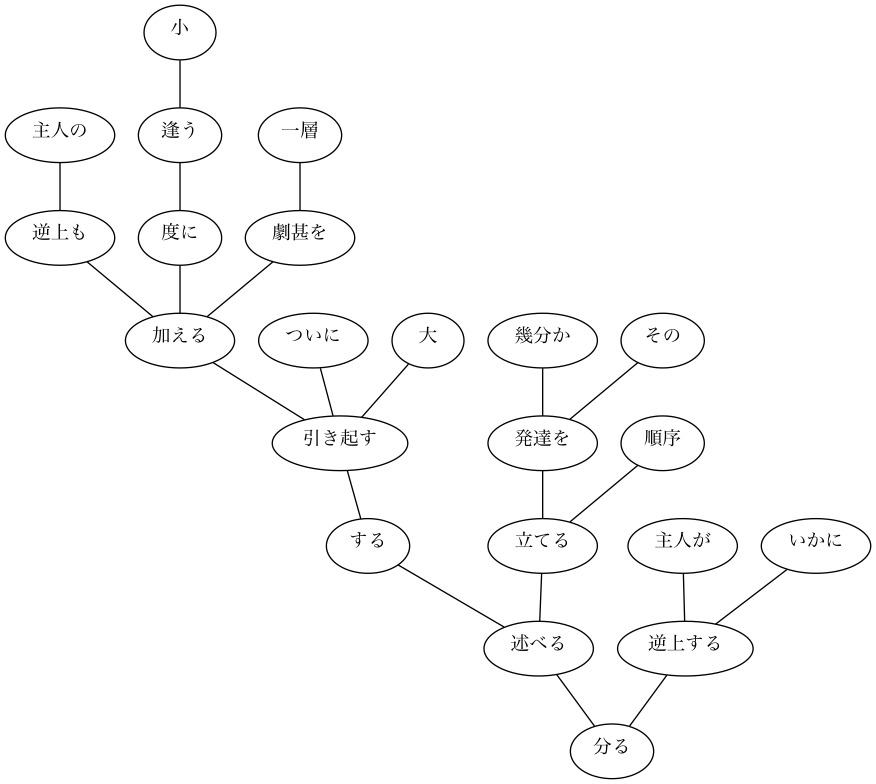 小
主人の 逢う 一層
逆上も 度に 劇甚を
加える ついに 大 幾分か その
引き起す 発達を 順序
する 立てる 主人が いかに
述べる 逆上する
分る